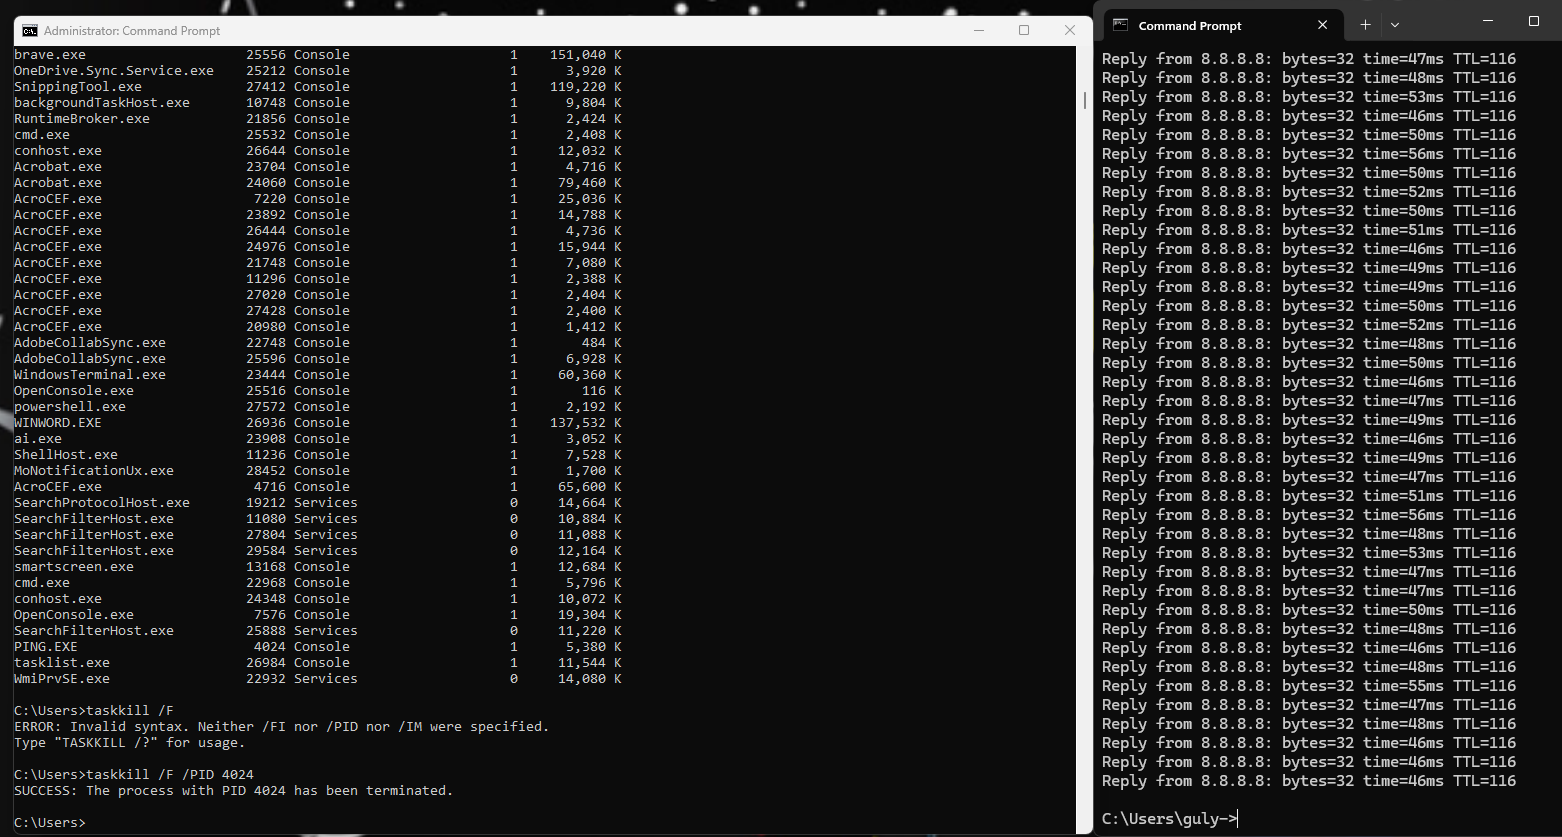 Administrator: Command Prompt
brave.exe 25556 Console 1 151,040 K
OneDrive.Sync.Service.exe 25212 Console 1 3,920 K
SnippingTool.exe 27412 Console 1 119,220 K
backgroundTaskHost.exe 10748 Console 1 9,804 K
RuntimeBroker.exe 21856 Console 1 2,424 K
cmd.exe 25532 Console 1 2,408 K
conhost.exe 26644 Console 1 12,032 K
Acrobat.exe 23704 Console 1 4,716 K
Acrobat.exe 24060 Console 1 79,460 K
AcroCEF.exe 7220 Console 1 25,036 K
AcroCEF.exe 23892 Console 1 14,788 K
AcroCEF.exe 26444 Console 1 4,736 K
AcroCEF.exe 24976 Console 1 15,944 K
AcroCEF.exe 21748 Console 1 7,080 K
AcroCEF.exe 11296 Console 1 2,388 K
AcroCEF.exe 27020 Console 1 2,404 K
AcroCEF.exe 27428 Console 1 2,400 K
AcroCEF.exe 20980 Console 1 1,412 K
AdobeCollabSync.exe 22748 Console 1 484 K
AdobeCollabSync.exe 25596 Console 1 6,928 K
WindowsTerminal.exe 23444 Console 1 60,360 K
OpenConsole.exe 25516 Console 1 116 K
powershell.exe 27572 Console 1 2,192 K
WINWORD.EXE 26936 Console 1 137,532 K
ai.exe 23908 Console 1 3,052 K
ShellHost.exe 11236 Console 1 7,528 K
MoNotificationUx.exe 28452 Console 1 1,700 K
AcroCEF.exe 4716 Console 1 65,600 K
SearchProtocolHost.exe 19212 Services 0 14,664 K
SearchFilterHost.exe 11080 Services 0 10,884 K
SearchFilterHost.exe 27804 Services 0 11,088 K
SearchFilterHost.exe 29584 Services 0 12,164 K
smartscreen.exe 13168 Console 1 12,684 K
cmd.exe 22968 Console 1 5,796 K
conhost.exe 24348 Console 1 10,072 K
OpenConsole.exe 7576 Console 1 19,304 K
SearchFilterHost.exe 25888 Services 0 11,220 K
PING.EXE 4024 Console 1 5,380 K
tasklist.exe 26984 Console 1 11,544 K
WmiPrvSE.exe 22932 Services 0 14,080 K
C:\Users>taskkill /F
ERROR: Invalid syntax. Neither /FI nor /PID nor /IM were specified.
Type "TASKKILL /?" for usage.
C:\Users>taskkill /F /PID 4024
SUCCESS: The process with PID 4024 has been terminated.
C:\Users>
Command Prompt
Reply from 8.8.8.8: bytes=32 time=47ms TTL=116
Reply from 8.8.8.8: bytes=32 time=48ms TTL=116
Reply from 8.8.8.8: bytes=32 time=53ms TTL=116
Reply from 8.8.8.8: bytes=32 time=46ms TTL=116
Reply from 8.8.8.8: bytes=32 time=50ms TTL=116
Reply from 8.8.8.8: bytes=32 time=56ms TTL=116
Reply from 8.8.8.8: bytes=32 time=50ms TTL=116
Reply from 8.8.8.8: bytes=32 time=52ms TTL=116
Reply from 8.8.8.8: bytes=32 time=50ms TTL=116
Reply from 8.8.8.8: bytes=32 time=51ms TTL=116
Reply from 8.8.8.8: bytes=32 time=46ms TTL=116
Reply from 8.8.8.8: bytes=32 time=49ms TTL=116
Reply from 8.8.8.8: bytes=32 time=49ms TTL=116
Reply from 8.8.8.8: bytes=32 time=50ms TTL=116
Reply from 8.8.8.8: bytes=32 time=52ms TTL=116
Reply from 8.8.8.8: bytes=32 time=48ms TTL=116
Reply from 8.8.8.8: bytes=32 time=50ms TTL=116
Reply from 8.8.8.8: bytes=32 time=46ms TTL=116
Reply from 8.8.8.8: bytes=32 time=47ms TTL=116
Reply from 8.8.8.8: bytes=32 time=49ms TTL=116
Reply from 8.8.8.8: bytes=32 time=46ms TTL=116
Reply from 8.8.8.8: bytes=32 time=49ms TTL=116
Reply from 8.8.8.8: bytes=32 time=47ms TTL=116
Reply from 8.8.8.8: bytes=32 time=51ms TTL=116
Reply from 8.8.8.8: bytes=32 time=56ms TTL=116
Reply from 8.8.8.8: bytes=32 time=48ms TTL=116
Reply from 8.8.8.8: bytes=32 time=53ms TTL=116
Reply from 8.8.8.8: bytes=32 time=47ms TTL=116
Reply from 8.8.8.8: bytes=32 time=47ms TTL=116
Reply from 8.8.8.8: bytes=32 time=50ms TTL=116
Reply from 8.8.8.8: bytes=32 time=48ms TTL=116
Reply from 8.8.8.8: bytes=32 time=46ms TTL=116
Reply from 8.8.8.8: bytes=32 time=48ms TTL=116
Reply from 8.8.8.8: bytes=32 time=55ms TTL=116
Reply from 8.8.8.8: bytes=32 time=47ms TTL=116
Reply from 8.8.8.8: bytes=32 time=48ms TTL=116
Reply from 8.8.8.8: bytes=32 time=46ms TTL=116
Reply from 8.8.8.8: bytes=32 time=46ms TTL=116
Reply from 8.8.8.8: bytes=32 time=46ms TTL=116
C:\Users\guly->